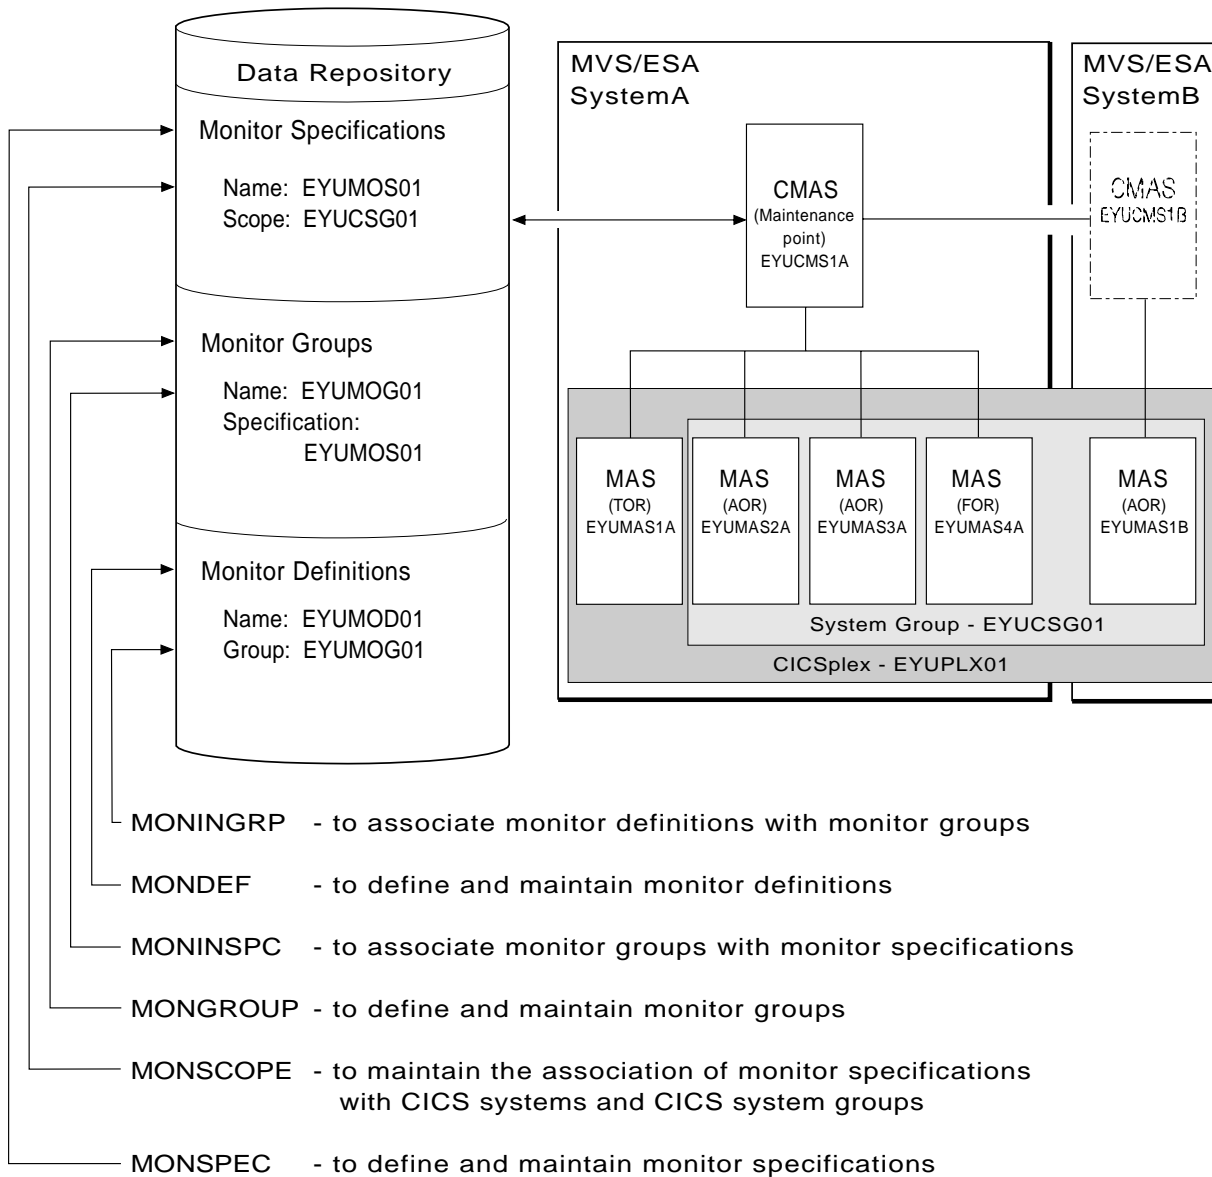 Data Repository
Monitor Specifications
Name: EYUMOS01
Scope: EYUCSG01
Monitor Groups
Name: EYUMOG01
Specification:
EYUMOS01
Monitor Definitions
Name: EYUMOD01
Group: EYUMOG01
MVS/ESA
SystemA
CMAS
(Maintenance
point)
EYUCMS1A
MVS/ESA
SystemB
CMAS
EYUCMS1B
MAS
(TOR)
EYUMAS1A
MAS
(AOR)
EYUMAS2A
MAS
(AOR)
EYUMAS3A
MAS
(FOR)
EYUMAS4A
MAS
(AOR)
EYUMAS1B
System Group - EYUCSG01
CICSplex - EYUPLX01
MONINGRP - to associate monitor definitions with monitor groups
MONDEF - to define and maintain monitor definitions
MONINSPC - to associate monitor groups with monitor specifications
MONGROUP - to define and maintain monitor groups
MONSCOPE - to maintain the association of monitor specifications
with CICS systems and CICS system groups
MONSPEC - to define and maintain monitor specifications